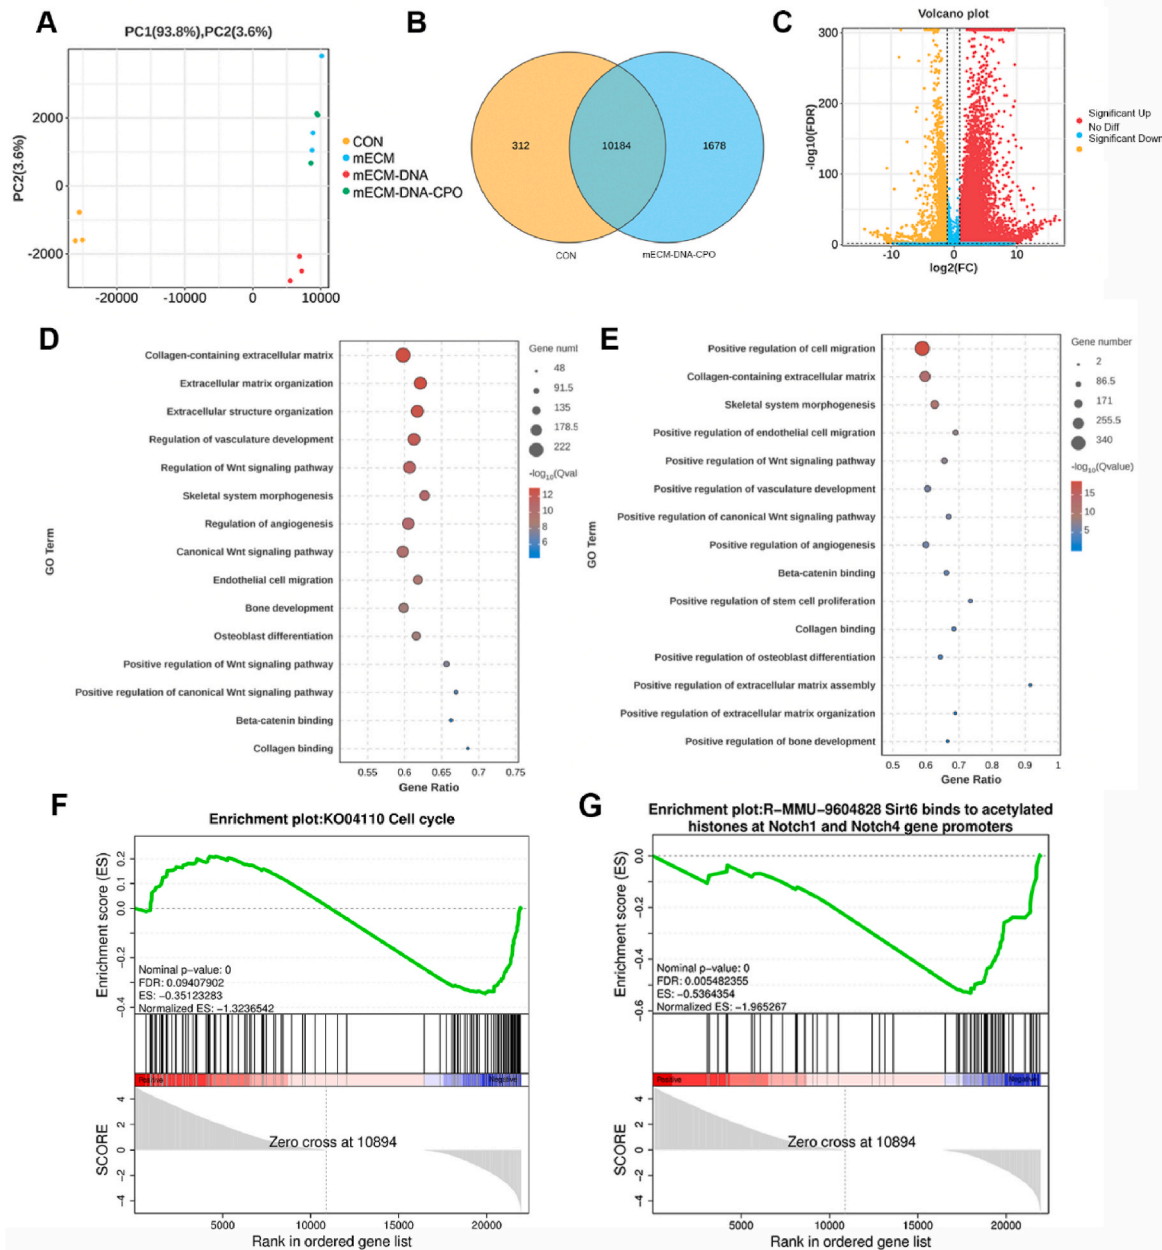 A
PC1(93.8%),PC2(3.6%)
PC2(3.6%)
2000
0
-2000
-20000 -10000 0 10000
CON
mECM
mECM-DNA
mECM-DNA-CPO
B
312 10184 1678
CON mECM-DNA-CPO
C
Volcano plot
-log10(FDR)
300
200
-100
0
-10 0 10
log2(FC)
Significant Up
No Diff
Significant Down
D
GO Term
Collagen-containing extracellular matrix
Extracellular matrix organization
Extracellular structure organization
Regulation of vasculature development
Regulation of Wnt signaling pathway
Skeletal system morphogenesis
Regulation of angiogenesis
Canonical Wnt signaling pathway
Endothelial cell migration
Bone development
Osteoblast differentiation
Positive regulation of Wnt signaling pathway
Positive regulation of canonical Wnt signaling pathway
Beta-catenin binding
Collagen binding
0.55 0.6 0.65 0.7 0.75
Gene Ratio
Gene numt
48
91.5
135
178.5
222
-log10(Qval
12
10
8
6
E
GO Term
Positive regulation of cell migration
Collagen-containing extracellular matrix
Skeletal system morphogenesis
Positive regulation of endothelial cell migration
Positive regulation of Wnt signaling pathway
Positive regulation of vasculature development
Positive regulation of canonical Wnt signaling pathway
Positive regulation of angiogenesis
Beta-catenin binding
Positive regulation of stem cell proliferation
Collagen binding
Positive regulation of osteoblast differentiation
Positive regulation of extracellular matrix assembly
Positive regulation of extracellular matrix organization
Positive regulation of bone development
0.5 0.6 0.7 0.8 0.9 1
Gene Ratio
Gene number
2
86.5
171
255.5
340
-log10(Qvalue)
15
10
5
F
Enrichment plot:KO04110 Cell cycle
Enrichment score (ES)
0.2
0.1
0.0
-0.2
-0.4
Nominal p-value: 0
FDR: 0.09407902
ES: -0.35123283
Normalized ES: -1.3236542
Positive Negative
SCORE
4
2
0
-2
-4
Zero cross at 10894
5000 10000 15000 20000
Rank in ordered gene list
G
Enrichment plot:R-MMU-9604828 Sirt6 binds to acetylated
histones at Notch1 and Notch4 gene promoters
Enrichment score (ES)
0.0
-0.2
-0.4
-0.6
Nominal p-value: 0
FDR: 0.005482355
ES: -0.5364354
Normalized ES: -1.965267
Positive Negative
SCORE
4
2
0
-2
-4
Zero cross at 10894
5000 10000 15000 20000
Rank in ordered gene list